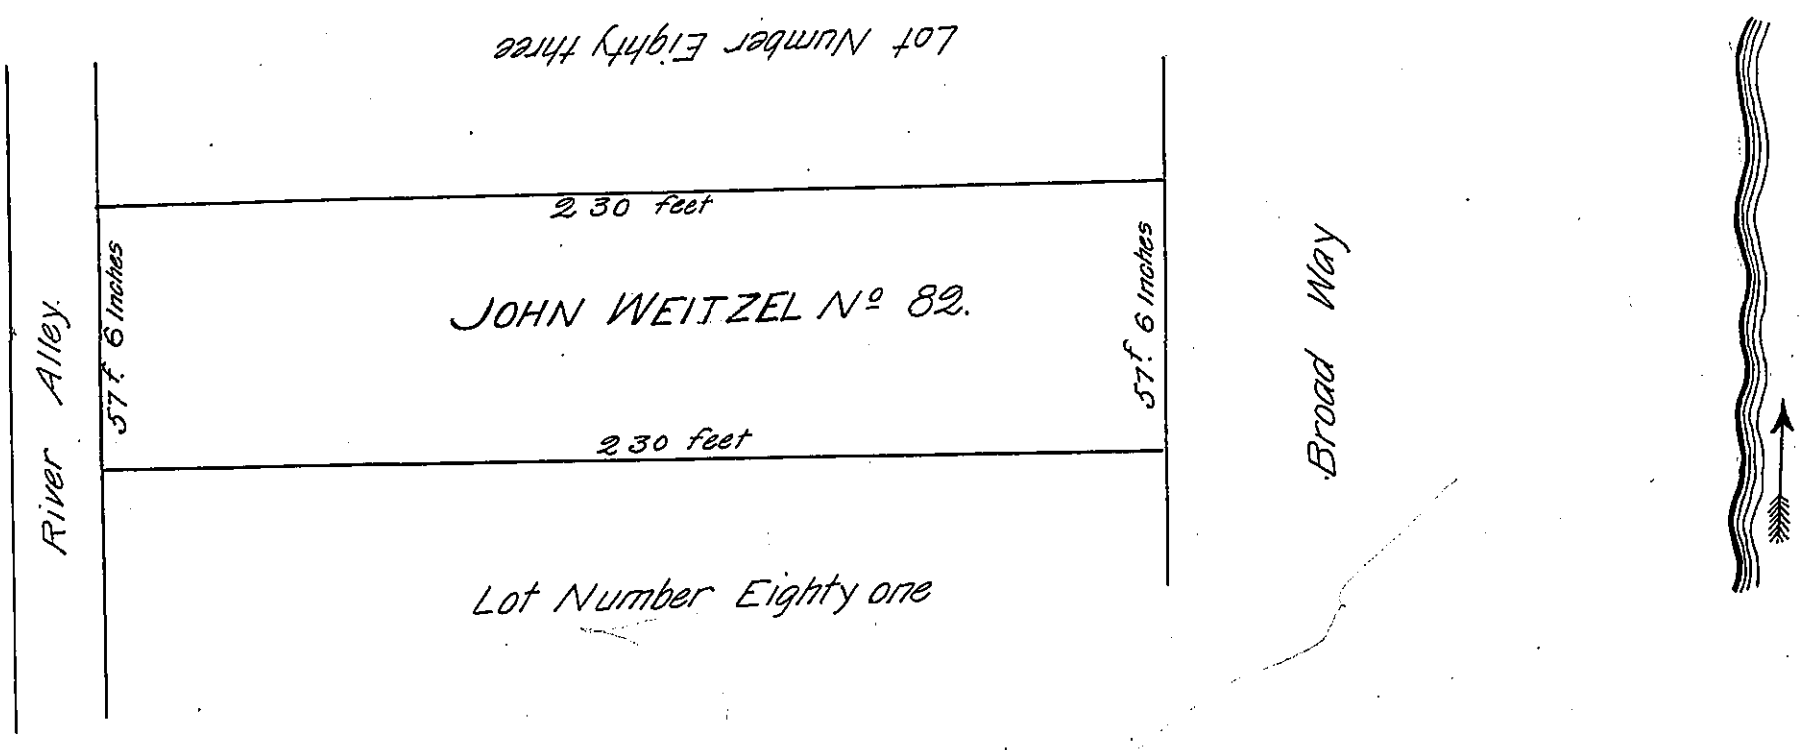 Lot Number Eighty three
230 feet
57 f. 6 Inches
57 f. 6 Inches
JOHN WEITZEL Nº 82.
River Alley.
Broad Way
230 feet
Lot Number Eighty one